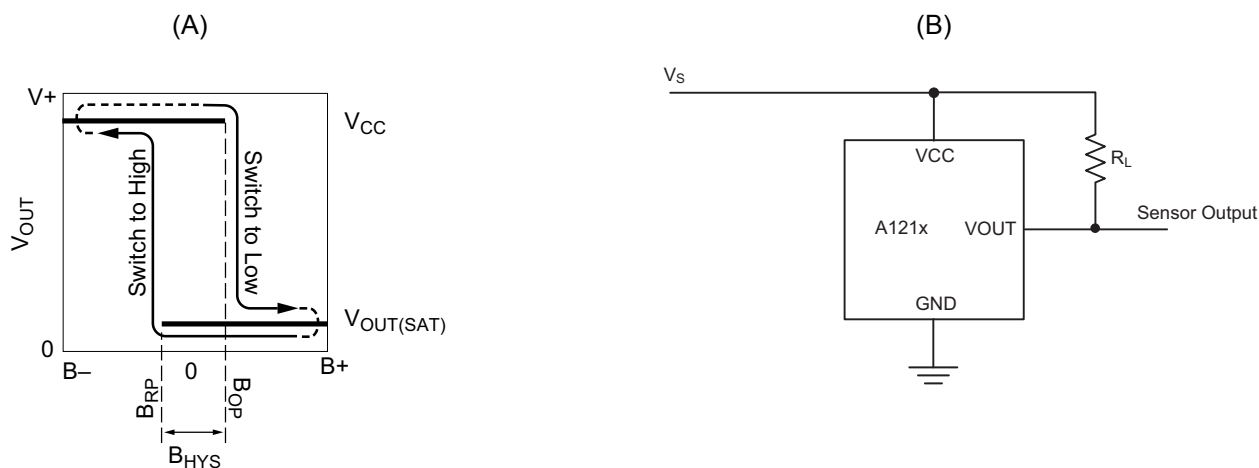 (A)
V+
VCC
Switch to High
Switch to Low
VOUT
VOUT(SAT)
0
B–
0
B+
BRP
BOP
BHYS
(B)
VS
VCC
RL
A121x
VOUT
Sensor Output
GND